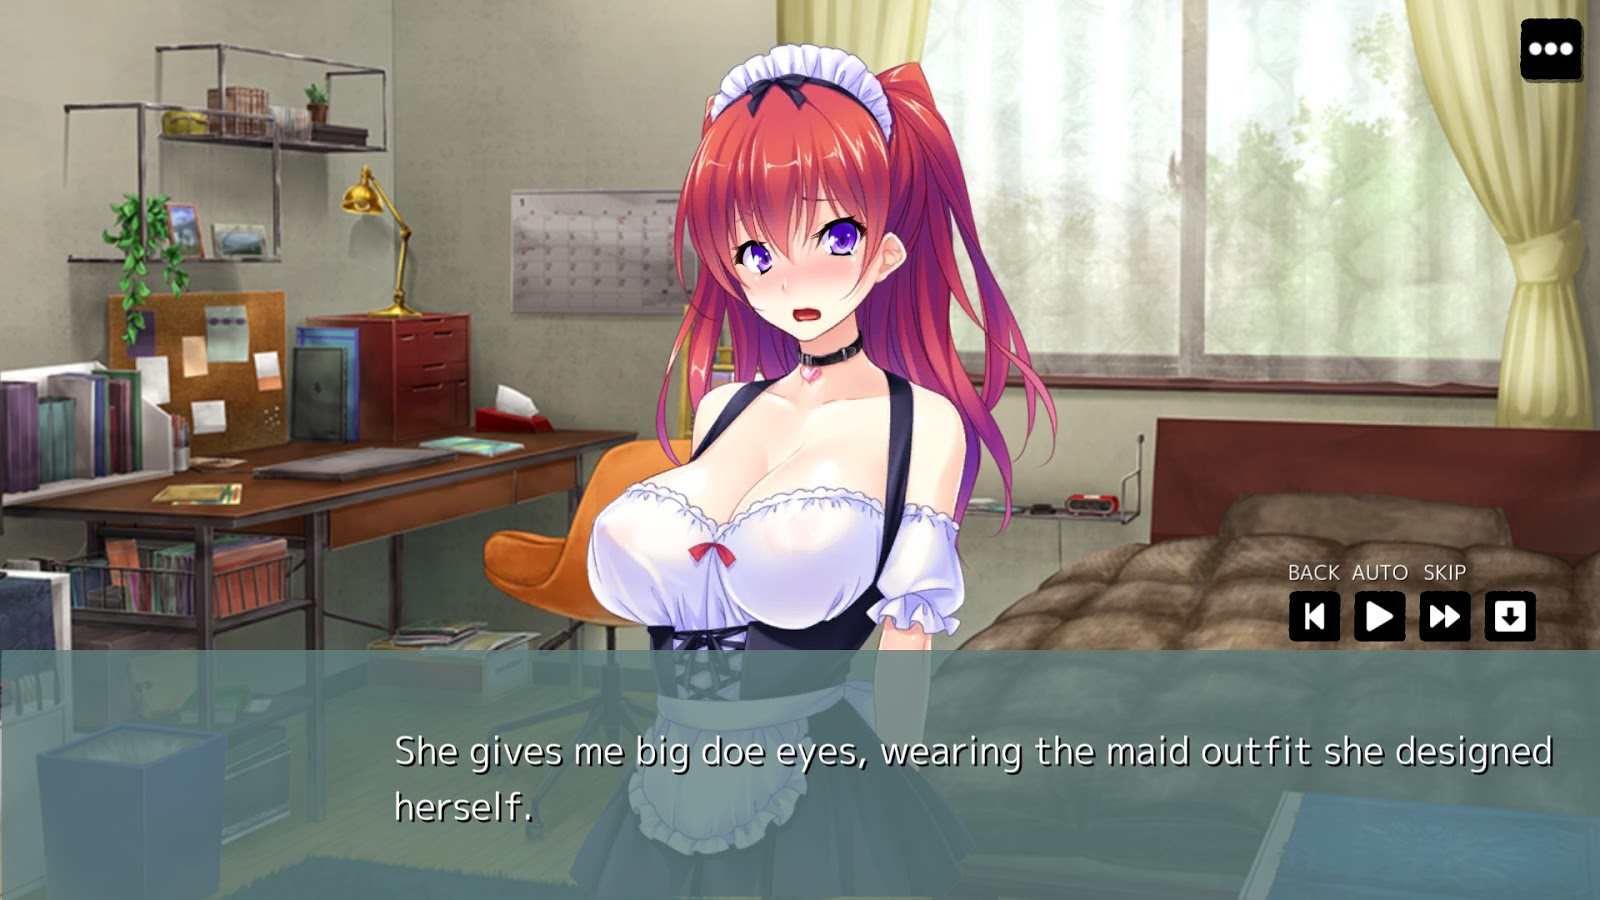 BACK AUTO SKIP
She gives me big doe eyes, wearing the maid outfit she designed
herself.